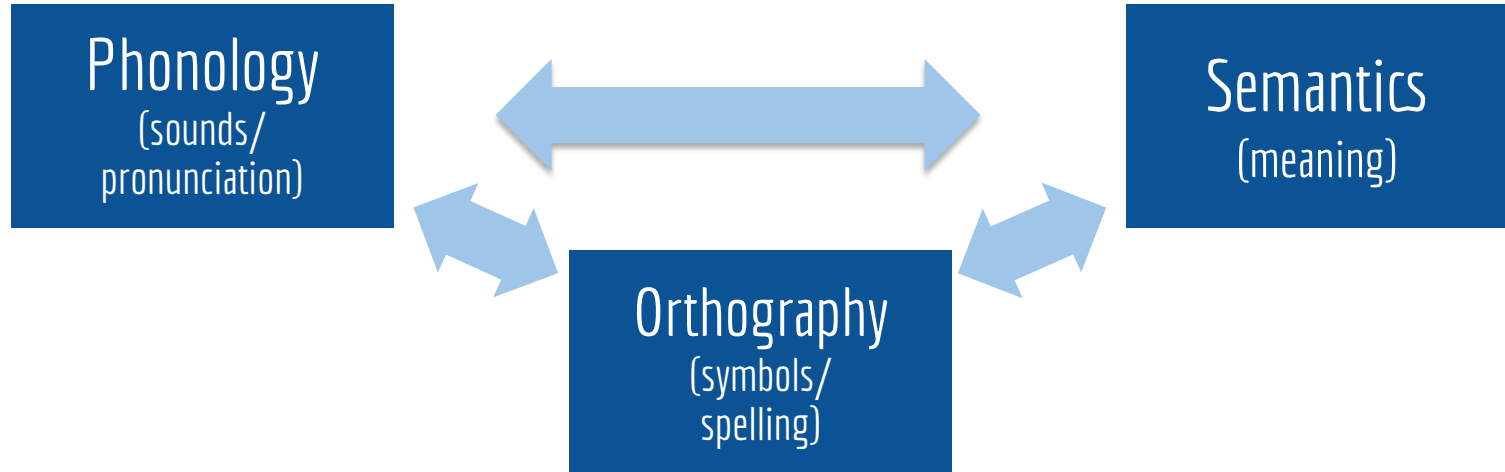 Phonology
(sounds/
pronunciation)
Semantics
(meaning)
Orthography
(symbols/
spelling)